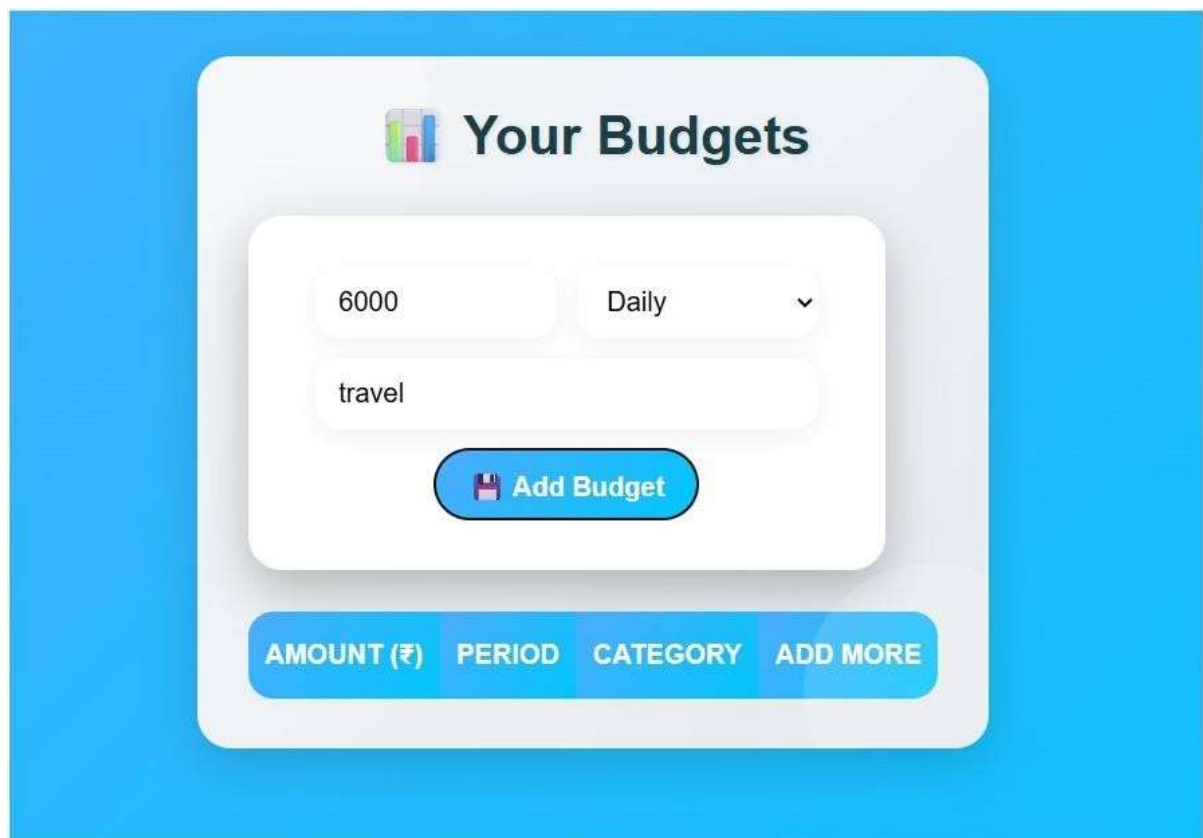 Your Budgets
6000 Daily
travel
Add Budget
AMOUNT (₹) PERIOD CATEGORY ADD MORE